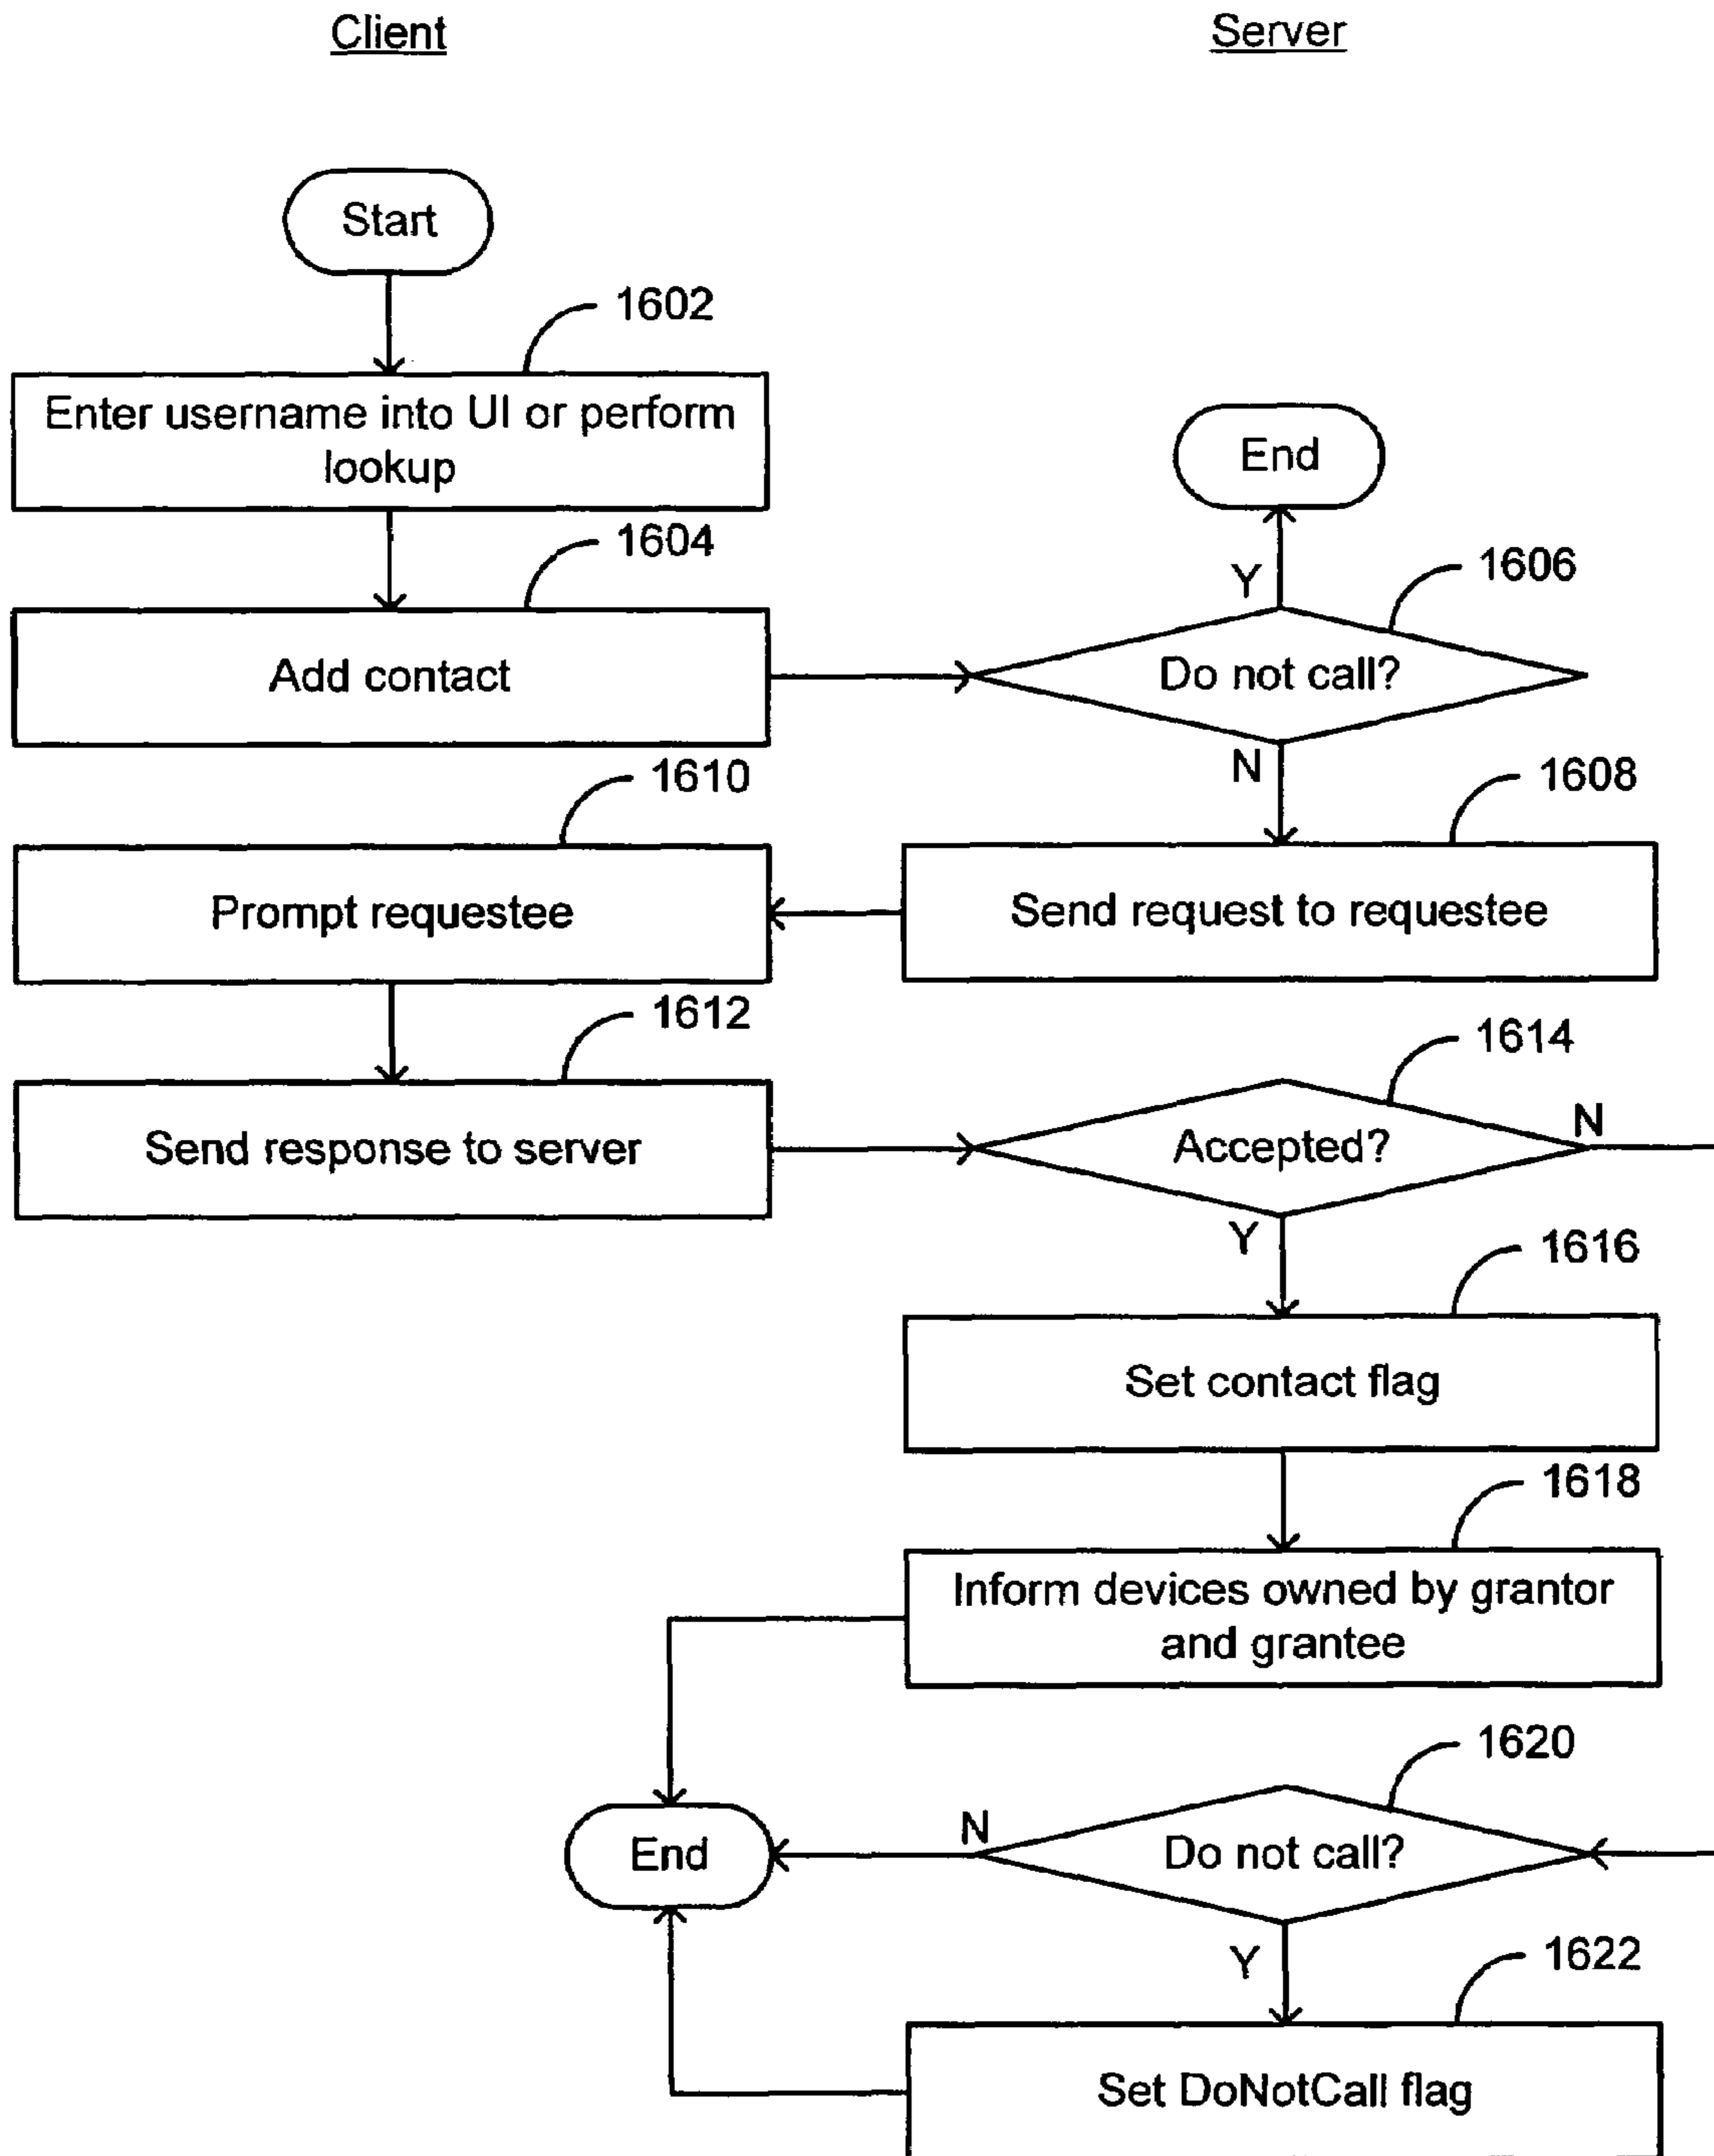 Client
Server
Start
1602
Enter username into UI or perform
lookup
End
1604
1606
Y
Add contact
Do not call?
N
1610
1608
Prompt requestee
Send request to requestee
1612
1614
N
Send response to server
Accepted?
Y
1616
Set contact flag
1618
Inform devices owned by grantor
and grantee
1620
N
End
Do not call?
Y
1622
Set DoNotCall flag